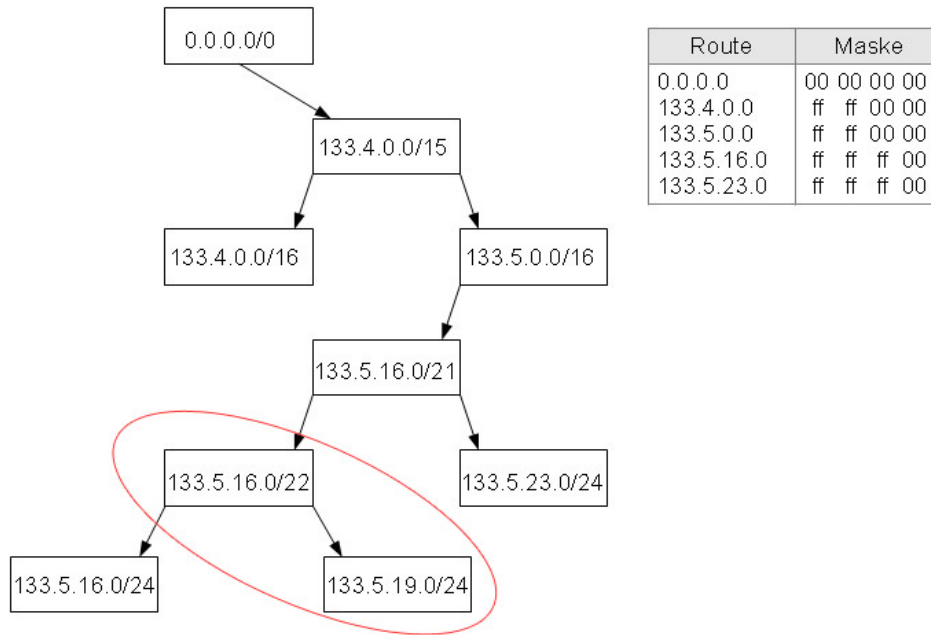 0.0.0.0/0
133.4.0.0/15
133.4.0.0/16
133.5.0.0/16
133.5.16.0/21
133.5.16.0/22
133.5.23.0/24
133.5.16.0/24
133.5.19.0/24
Route Maske
0.0.0.0 00 00 00 00
133.4.0.0 ff ff 00 00
133.5.0.0 ff ff 00 00
133.5.16.0 ff ff ff 00
133.5.23.0 ff ff ff 00